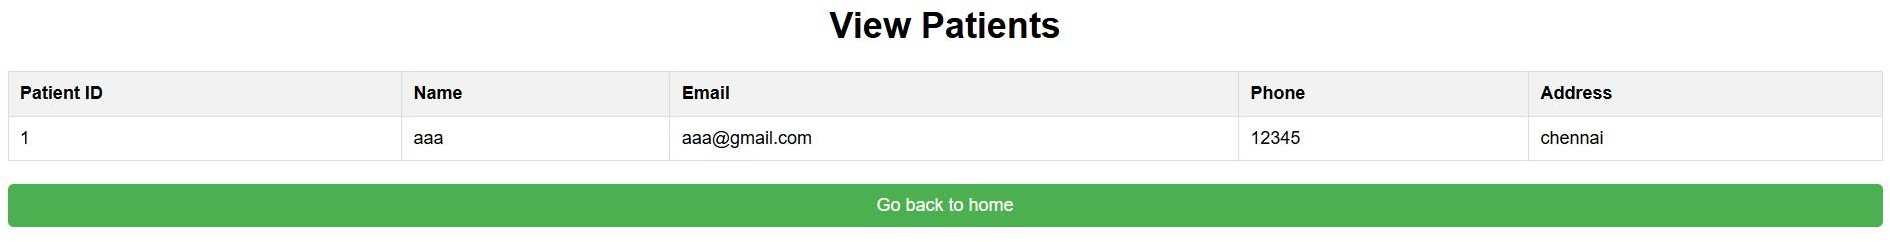 View Patients
Patient ID Name Email Phone Address
1 aaa aaa@gmail.com 12345 chennai
Go back to home